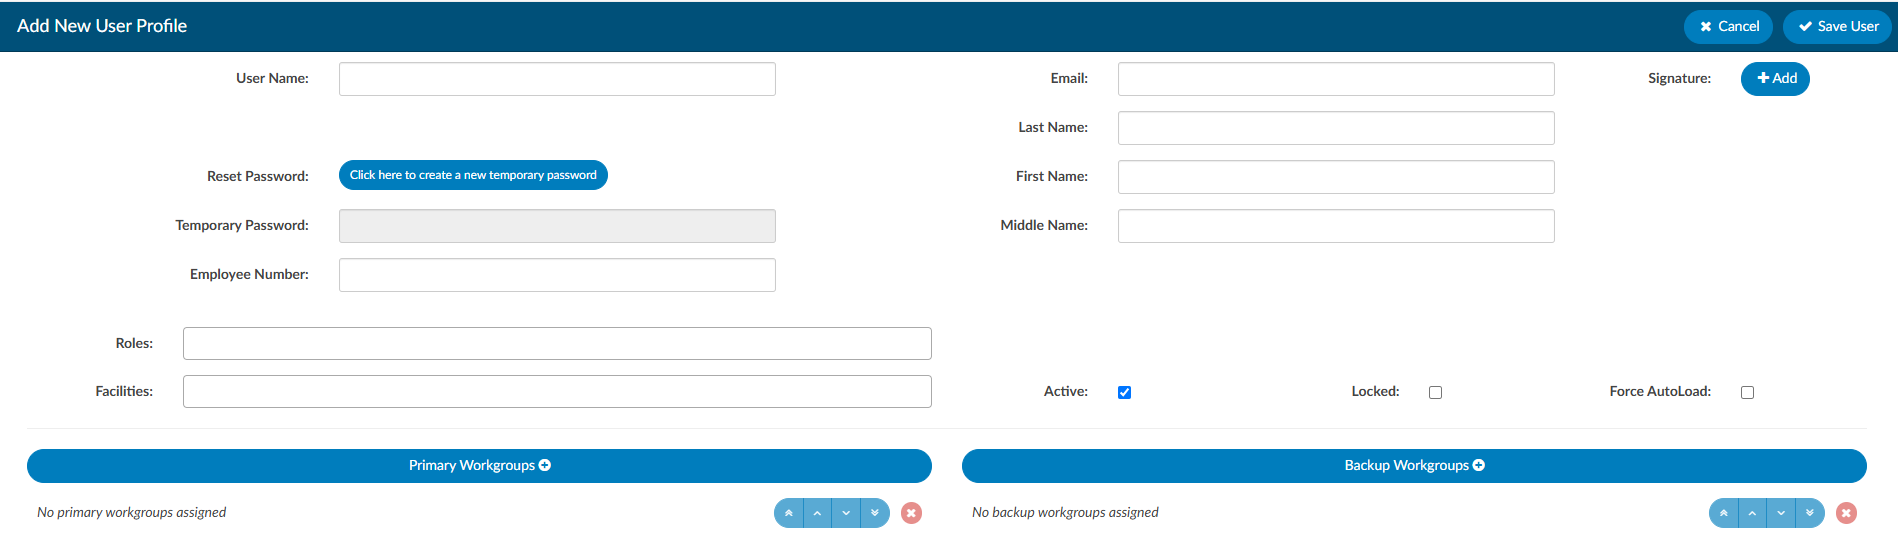 Add New User Profile
Cancel
Save User
User Name:
Email:
Signature:
Add
Last Name:
Reset Password:
Click here to create a new temporary password
First Name:
Temporary Password:
Middle Name:
Employee Number:
Roles:
Facilities:
Active:
Locked:
Force AutoLoad:
Primary Workgroups
Backup Workgroups
No primary workgroups assigned
No backup workgroups assigned